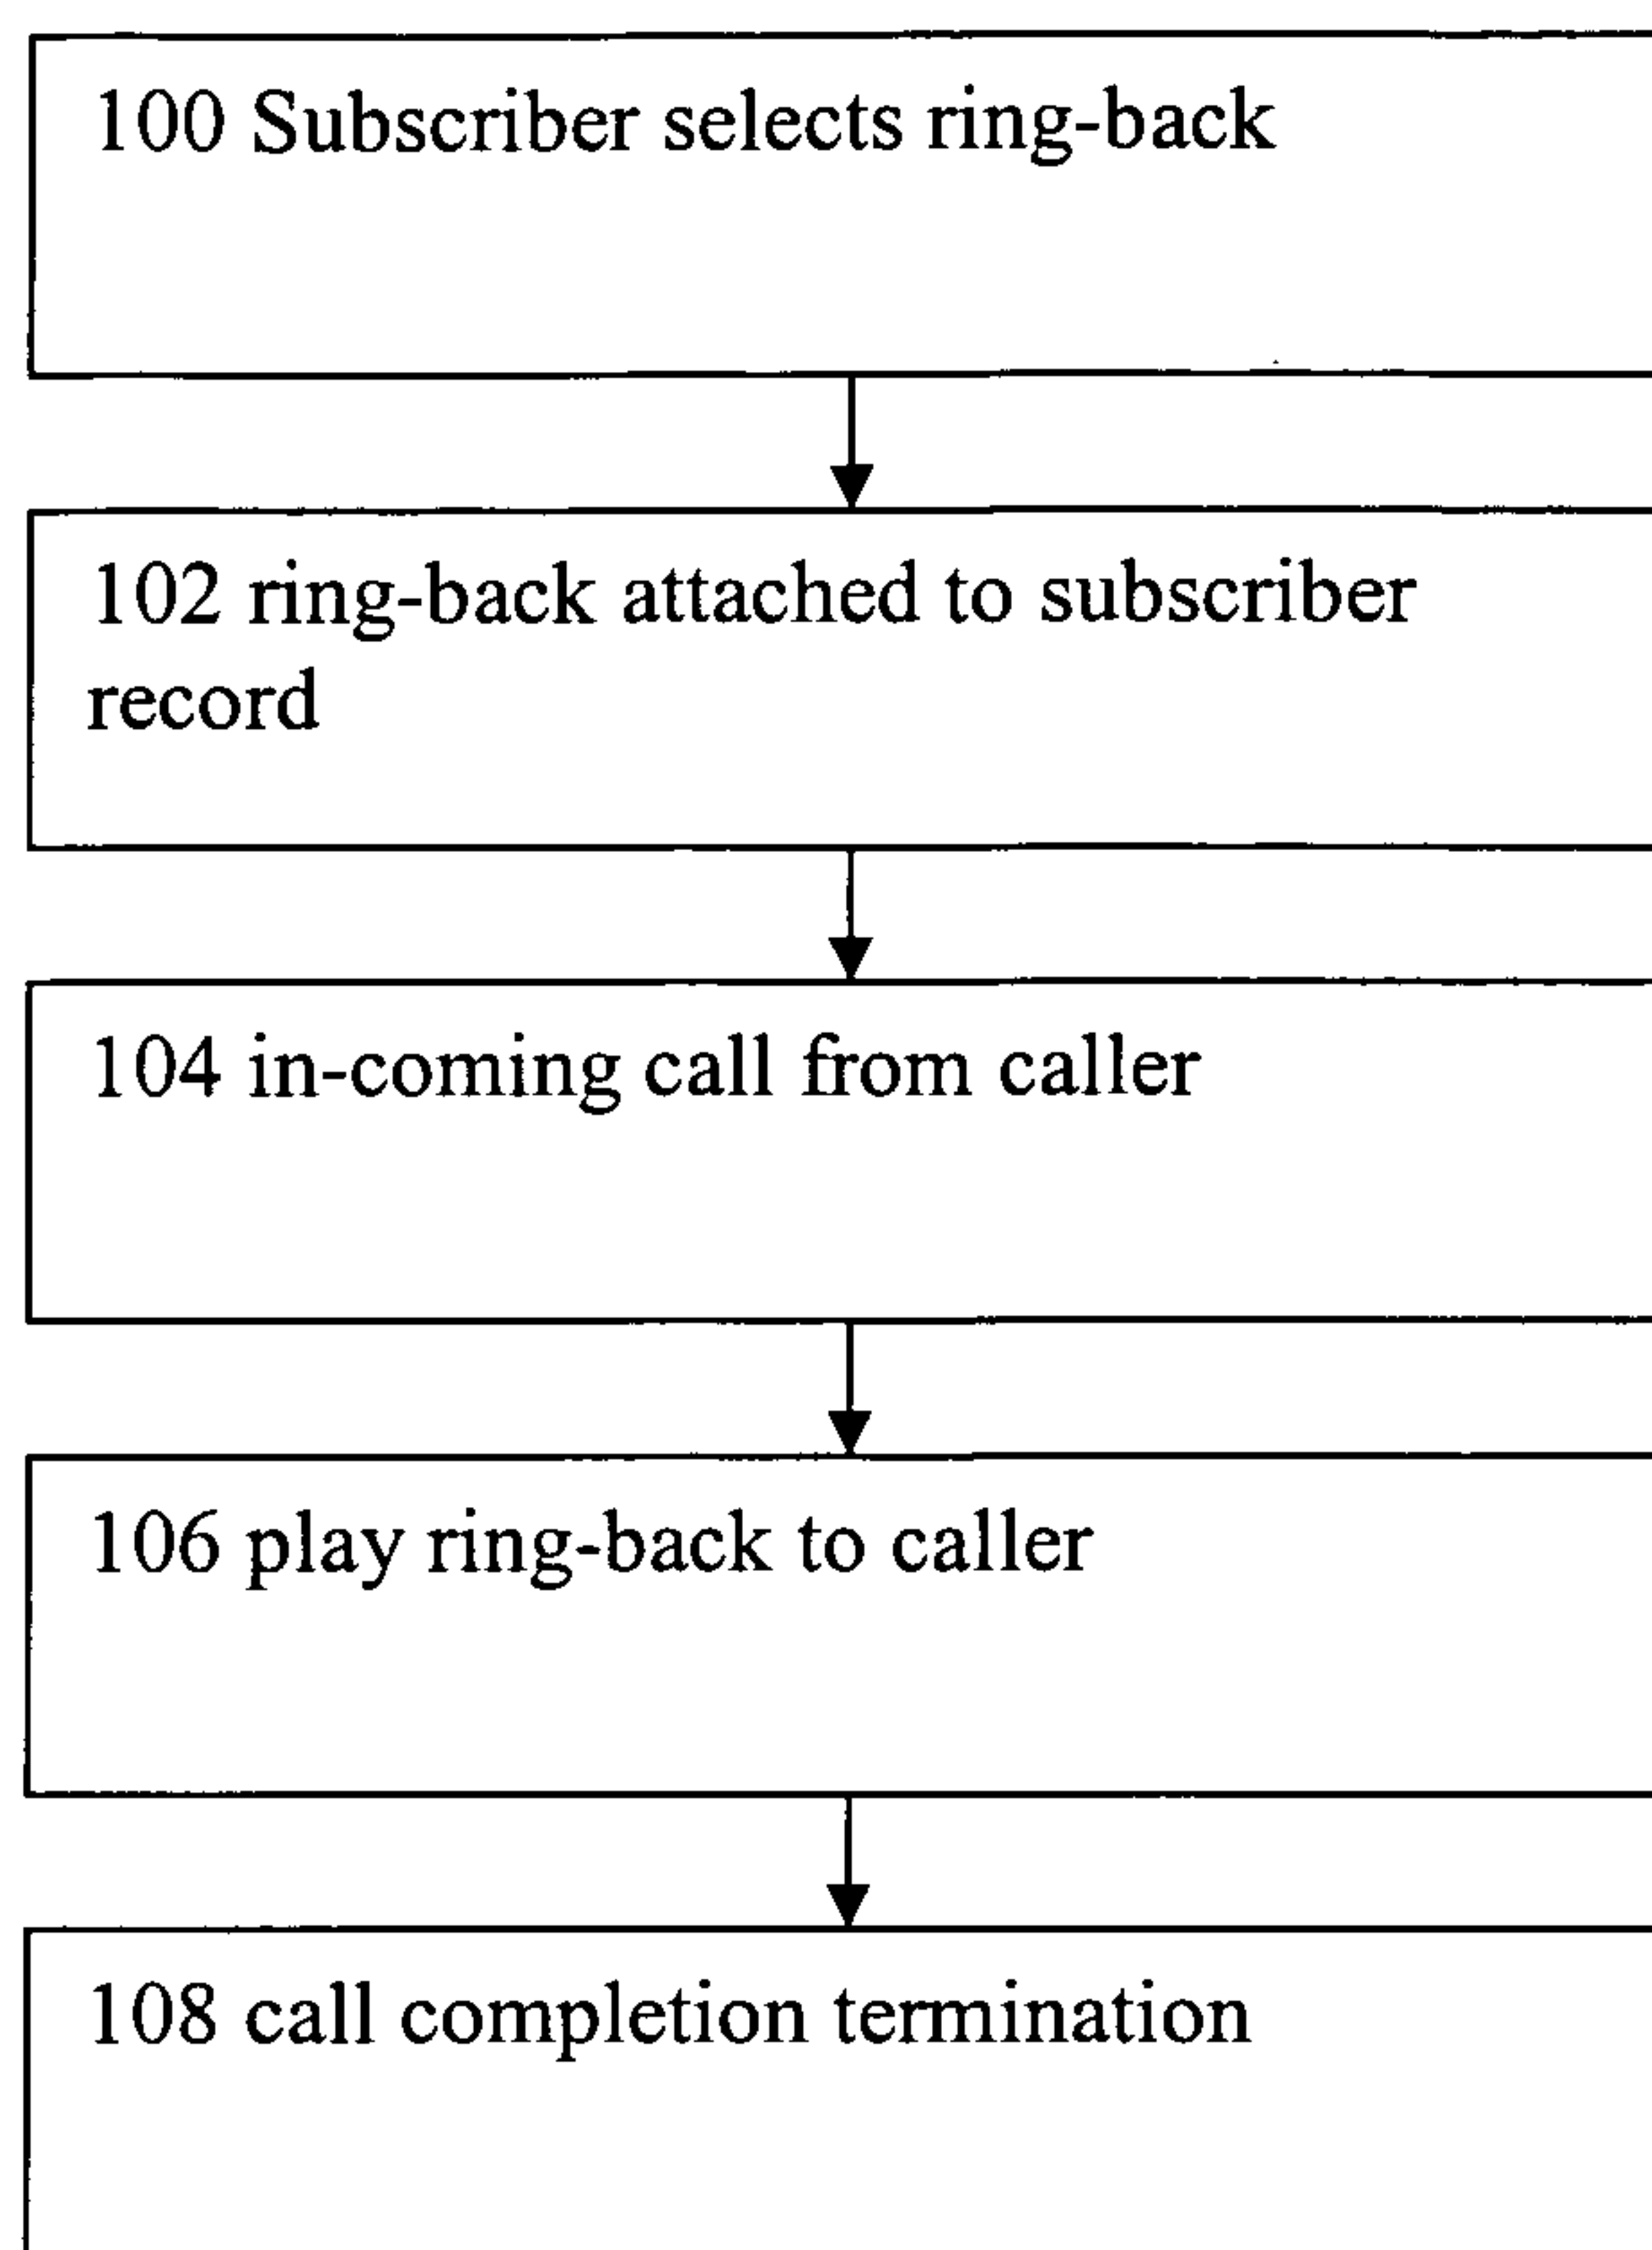 100 Subscriber selects ring-back
102 ring-back attached to subscriber
record
104 in-coming call from caller
106 play ring-back to caller
108 call completion termination